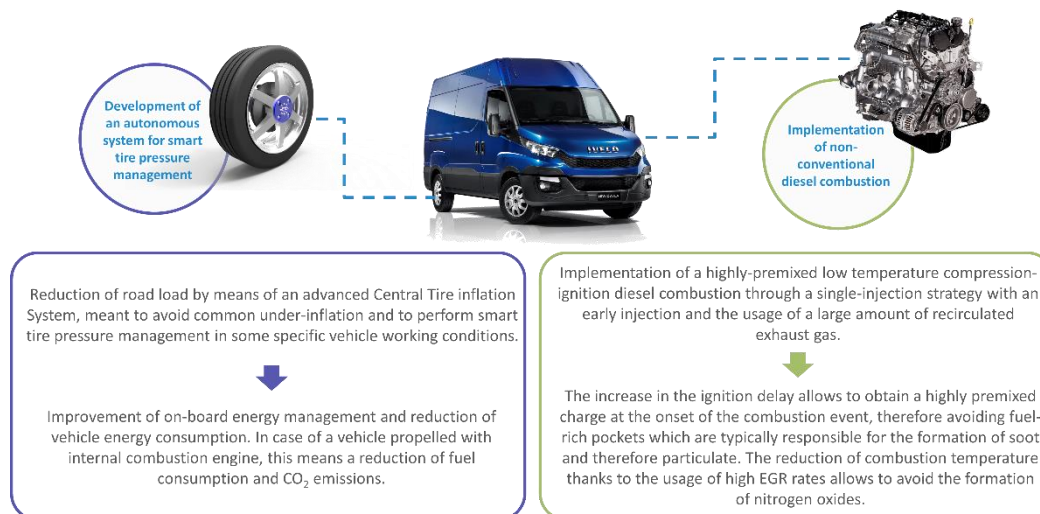 Development of
an autonomous
system for smart
tire pressure
management
IVECO
Implementation
of non-
conventional
diesel combustion
Reduction of road load by means of an advanced Central Tire inflation
System, meant to avoid common under-inflation and to perform smart
tire pressure management in some specific vehicle working conditions.
Improvement of on-board energy management and reduction of
vehicle energy consumption. In case of a vehicle propelled with
internal combustion engine, this means a reduction of fuel
consumption and CO₂ emissions.
Implementation of a highly-premixed low temperature compression-
ignition diesel combustion through a single-injection strategy with an
early injection and the usage of a large amount of recirculated
exhaust gas.
The increase in the ignition delay allows to obtain a highly premixed
charge at the onset of the combustion event, therefore avoiding fuel-
rich pockets which are typically responsible for the formation of soot
and therefore particulate. The reduction of combustion temperature
thanks to the usage of high EGR rates allows to avoid the formation
of nitrogen oxides.